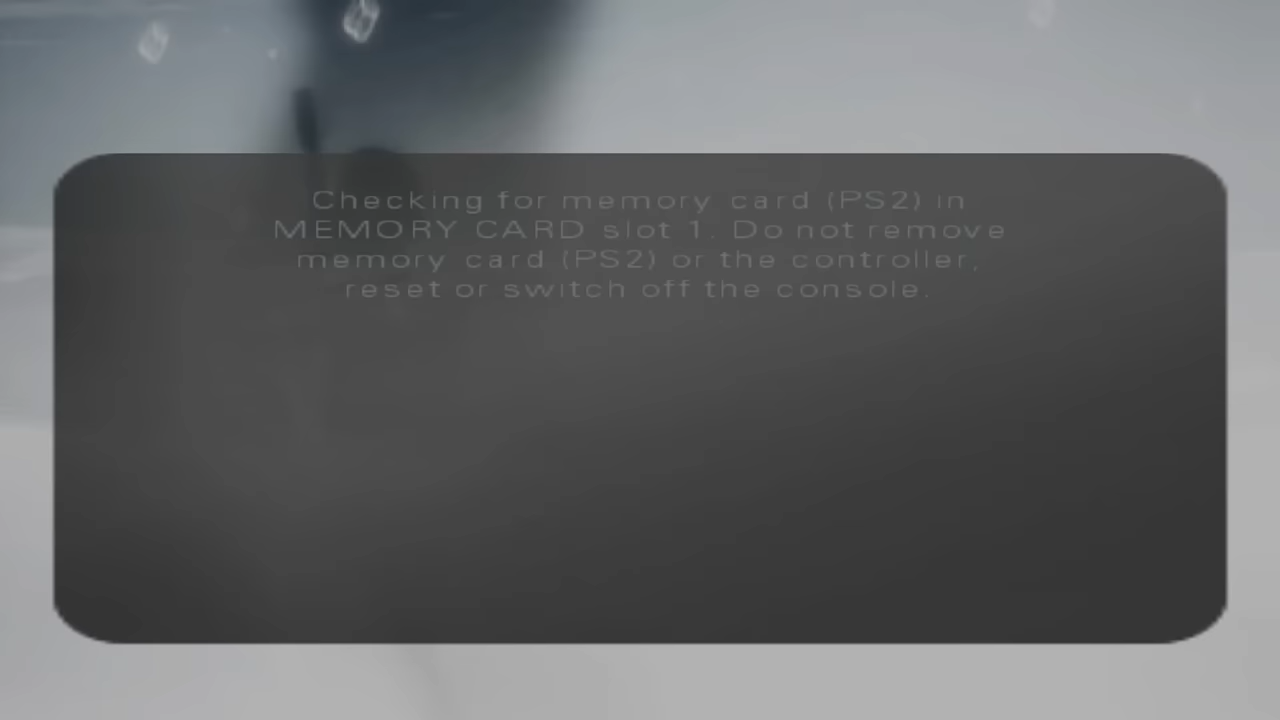 Checking for memory card (PS2) in
MEMORY CARD slot 1. Do not remove
memory card (PS2) or the controller,
reset or switch off the console.